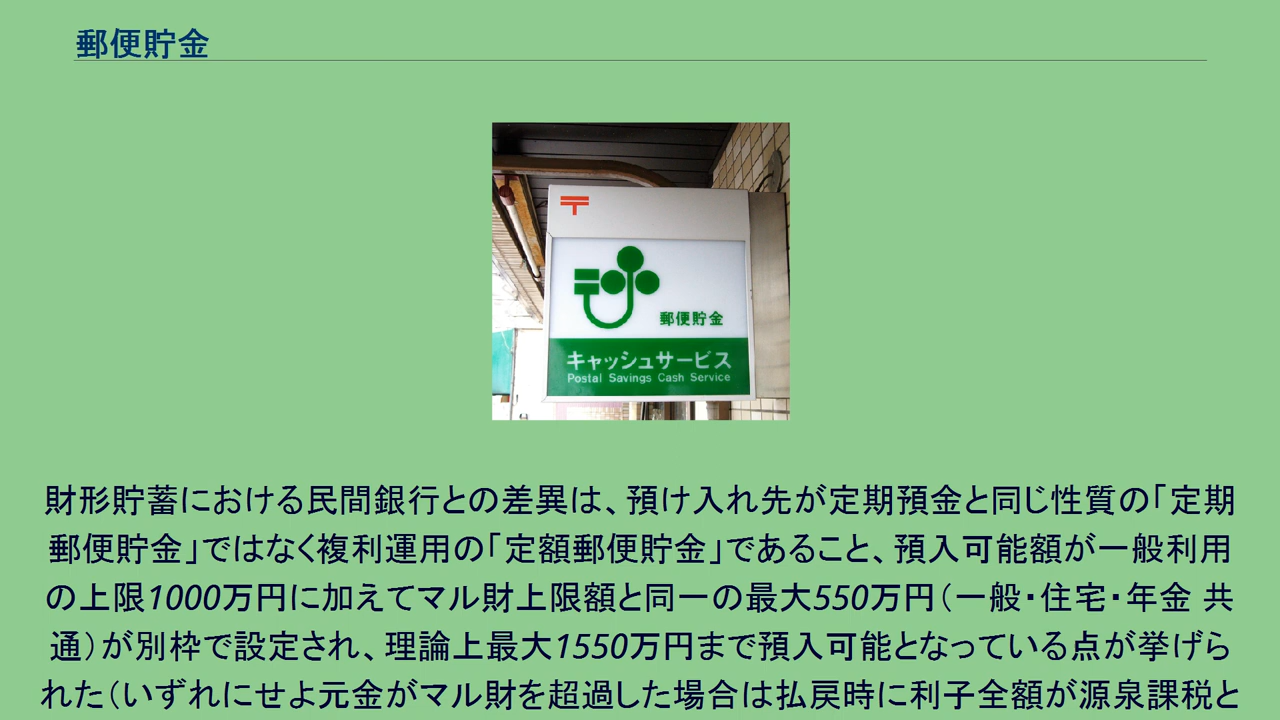 郵便貯金
〒
郵便貯金
キャッシュサービス
Postal Savings Cash Service
財形貯蓄における民間銀行との差異は、預け入れ先が定期預金と同じ性質の「定期
郵便貯金」ではなく複利運用の「定額郵便貯金」であること、預入可能額が一般利用
の上限1000万円に加えてマル財上限額と同一の最大550万円（一般・住宅・年金 共
通）が別枠で設定され、理論上最大1550万円まで預入可能となっている点が挙げら
れた（いずれにせよ元金がマル財を超過した場合は払戻時に利子全額が源泉課税と